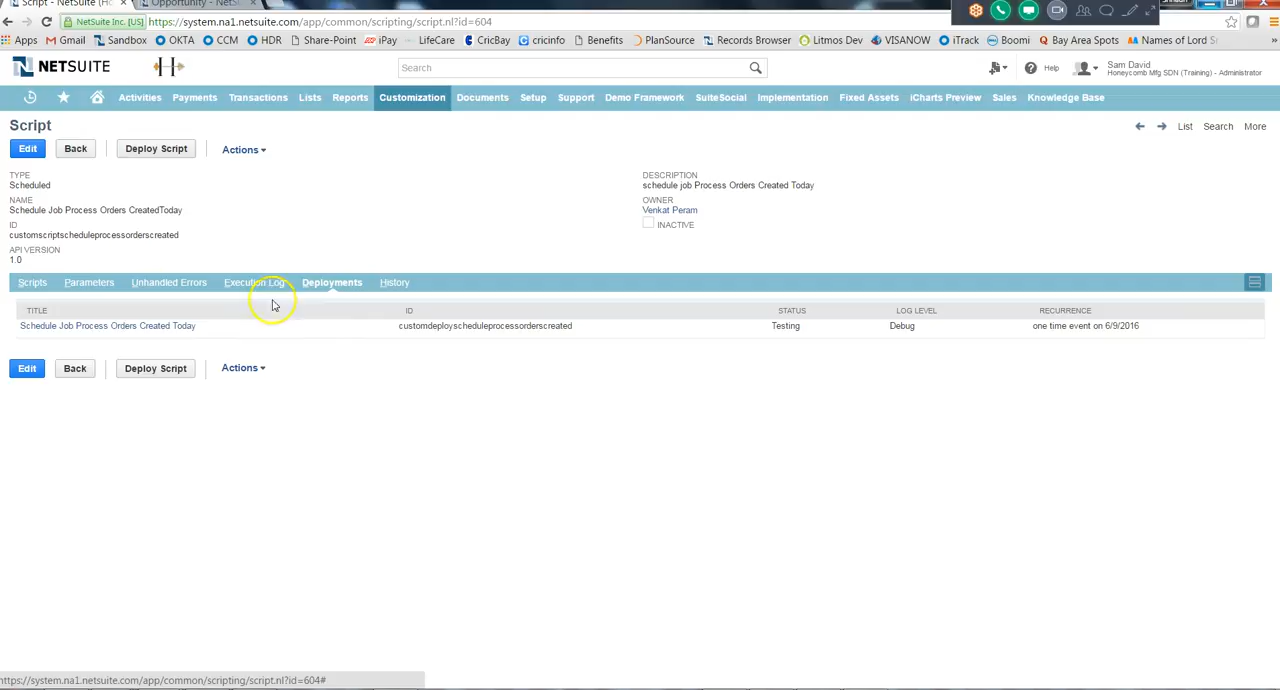 Script - NetSuite (Ho
Opportunity - NetS
NetSuite Inc. [US] https://system.na1.netsuite.com/app/common/scripting/script.nl?id=604
Apps Gmail Sandbox OKTA CCM HDR Share-Point iPay LifeCare CricBay cricinfo Benefits PlanSource Records Browser Litmos Dev VISANOW iTrack Boomi Bay Area Spots Names of Lord S
NETSUITE
Search
Help
Sam David
Honeycomb Mfg SDN (Training) - Administrator
Activities Payments Transactions Lists Reports Customization Documents Setup Support Demo Framework SuiteSocial Implementation Fixed Assets iCharts Preview Sales Knowledge Base
Script
List Search More
Edit Back Deploy Script Actions
TYPE
Scheduled
DESCRIPTION
schedule job Process Orders Created Today
NAME
Schedule Job Process Orders CreatedToday
OWNER
Venkat Peram
INACTIVE
ID
customscriptscheduleprocessorderscreated
API VERSION
1.0
Scripts Parameters Unhandled Errors Execution Log Deployments History
TITLE ID STATUS LOG LEVEL RECURRENCE
Schedule Job Process Orders Created Today customdeployscheduleprocessorderscreated Testing Debug one time event on 6/9/2016
Edit Back Deploy Script Actions
https://system.na1.netsuite.com/app/common/scripting/script.nl?id=604#